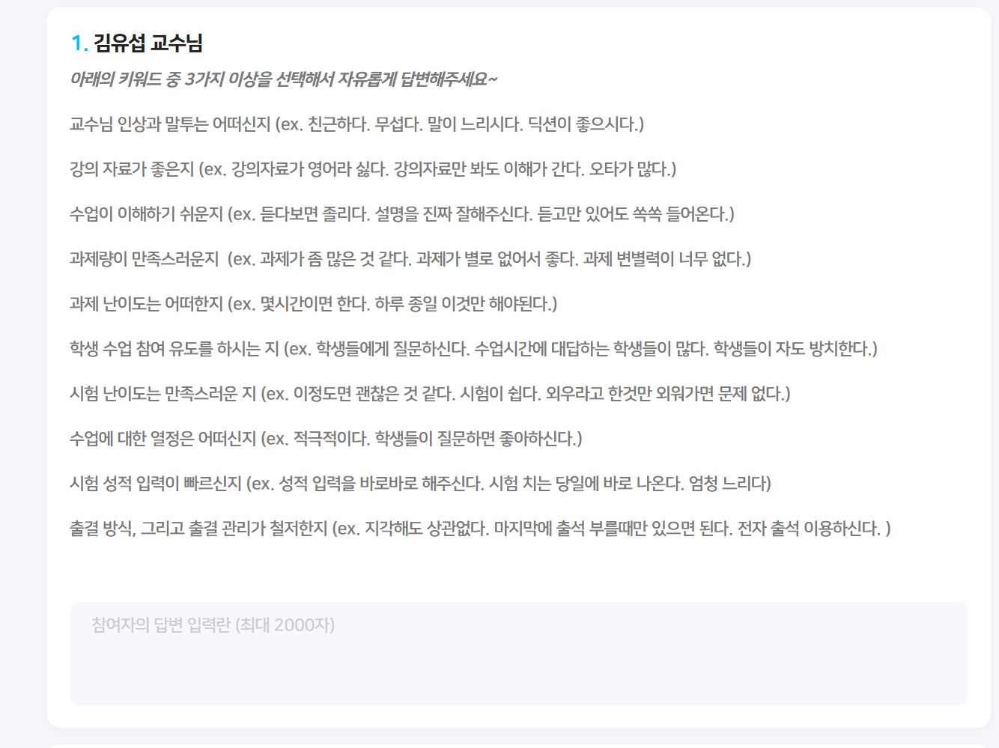 1. 김유섭 교수님
아래의 키워드 중 3가지 이상을 선택해서 자유롭게 답변해주세요~
교수님 인상과 말투는 어떠신지 (ex. 친근하다. 무섭다. 말이 느리시다. 딕션이 좋으시다.)
강의 자료가 좋은지 (ex. 강의자료가 영어라 싫다. 강의자료만 봐도 이해가 간다. 오타가 많다.)
수업이 이해하기 쉬운지 (ex. 듣다보면 졸리다. 설명을 진짜 잘해주신다. 듣고만 있어도 쏙쏙 들어온다.)
과제량이 만족스러운지  (ex. 과제가 좀 많은 것 같다. 과제가 별로 없어서 좋다. 과제 변별력이 너무 없다.)
과제 난이도는 어떠한지 (ex. 몇시간이면 한다. 하루 종일 이것만 해야된다.)
학생 수업 참여 유도를 하시는 지 (ex. 학생들에게 질문하신다. 수업시간에 대답하는 학생들이 많다. 학생들이 자도 방치한다.)
시험 난이도는 만족스러운 지 (ex. 이정도면 괜찮은 것 같다. 시험이 쉽다. 외우라고 한것만 외워가면 문제 없다.)
수업에 대한 열정은 어떠신지 (ex. 적극적이다. 학생들이 질문하면 좋아하신다.)
시험 성적 입력이 빠르신지 (ex. 성적 입력을 바로바로 해주신다. 시험 치는 당일에 바로 나온다. 엄청 느리다)
출결 방식, 그리고 출결 관리가 철저한지 (ex. 지각해도 상관없다. 마지막에 출석 부를때만 있으면 된다. 전자 출석 이용하신다. )
참여자의 답변 입력란 (최대 2000자)